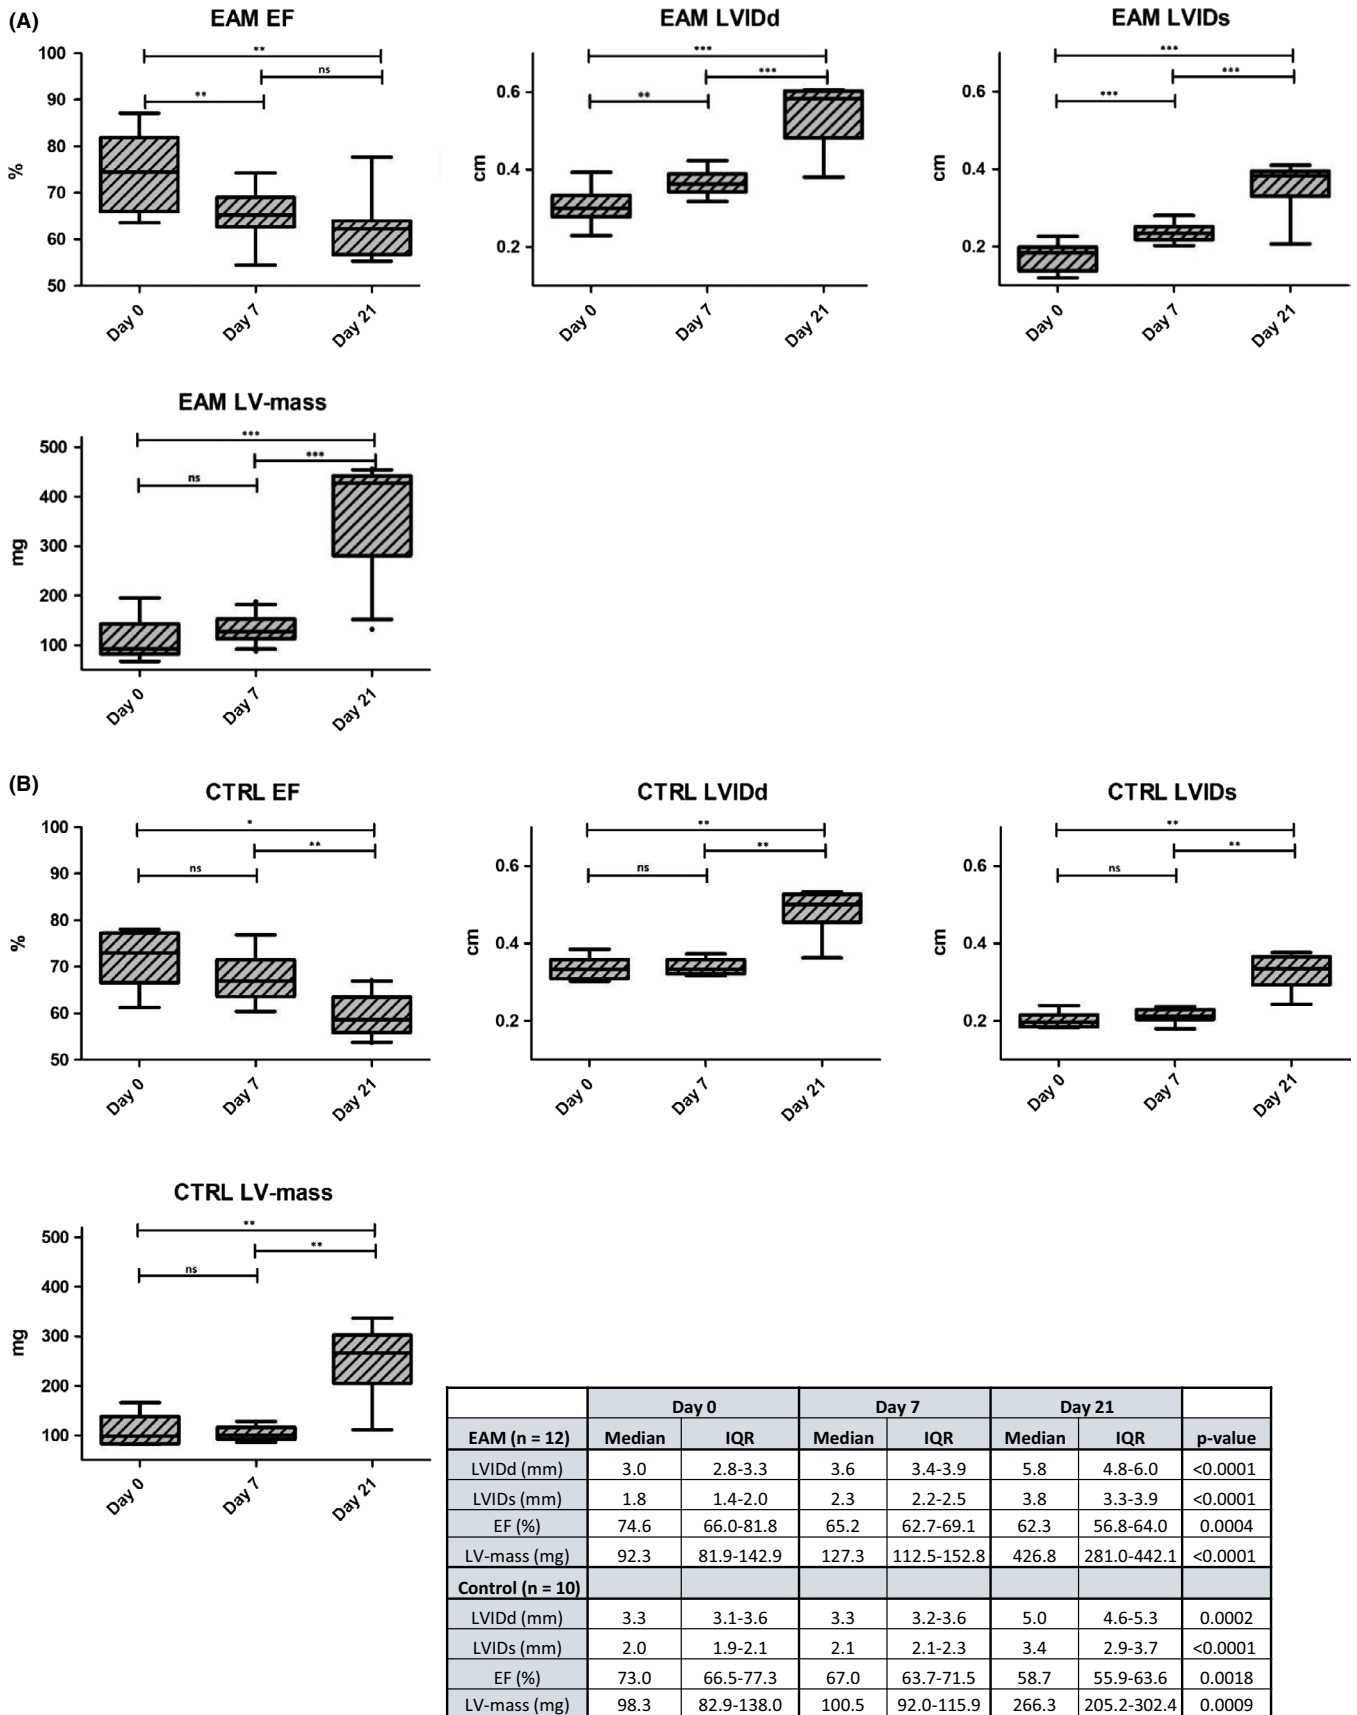 (A)
EAM EF
EAM LVIDd
EAM LVIDs
100
90
80
70
60
50
%
**
ns
**
Day 0
Day 7
Day 21
0.6
0.4
0.2
cm
***
***
**
Day 0
Day 7
Day 21
0.6
0.4
0.2
cm
***
***
***
Day 0
Day 7
Day 21
EAM LV-mass
500
400
300
200
100
mg
***
***
ns
Day 0
Day 7
Day 21
(B)
CTRL EF
CTRL LVIDd
CTRL LVIDs
100
90
80
70
60
50
%
*
**
ns
Day 0
Day 7
Day 21
0.6
0.4
0.2
cm
**
**
ns
Day 0
Day 7
Day 21
0.6
0.4
0.2
cm
**
**
ns
Day 0
Day 7
Day 21
CTRL LV-mass
500
400
300
200
100
mg
**
**
ns
Day 0
Day 7
Day 21
Day 0 Day 7 Day 21
EAM (n = 12) Median IQR Median IQR Median IQR p-value
LVIDd (mm) 3.0 2.8-3.3 3.6 3.4-3.9 5.8 4.8-6.0 <0.0001
LVIDs (mm) 1.8 1.4-2.0 2.3 2.2-2.5 3.8 3.3-3.9 <0.0001
EF (%) 74.6 66.0-81.8 65.2 62.7-69.1 62.3 56.8-64.0 0.0004
LV-mass (mg) 92.3 81.9-142.9 127.3 112.5-152.8 426.8 281.0-442.1 <0.0001
Control (n = 10)
LVIDd (mm) 3.3 3.1-3.6 3.3 3.2-3.6 5.0 4.6-5.3 0.0002
LVIDs (mm) 2.0 1.9-2.1 2.1 2.1-2.3 3.4 2.9-3.7 <0.0001
EF (%) 73.0 66.5-77.3 67.0 63.7-71.5 58.7 55.9-63.6 0.0018
LV-mass (mg) 98.3 82.9-138.0 100.5 92.0-115.9 266.3 205.2-302.4 0.0009